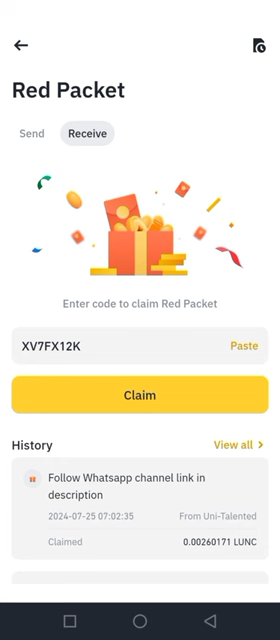 Red Packet
Send
Receive
Enter code to claim Red Packet
XV7FX12K
Paste
Claim
History
View all
Follow Whatsapp channel link in
description
2024-07-25 07:02:35
From Uni-Talented
Claimed
0.00260171 LUNC